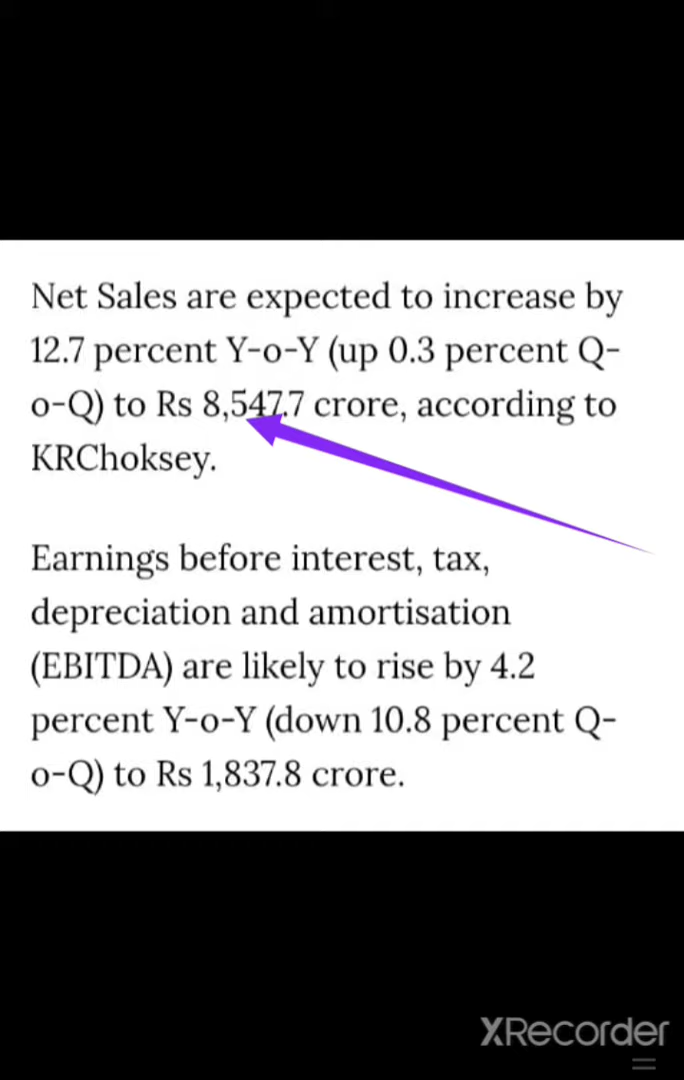 Net Sales are expected to increase by
12.7 percent Y-o-Y (up 0.3 percent Q-
o-Q) to Rs 8,547.7 crore, according to
KRChoksey.
Earnings before interest, tax,
depreciation and amortisation
(EBITDA) are likely to rise by 4.2
percent Y-o-Y (down 10.8 percent Q-
o-Q) to Rs 1,837.8 crore.
XRecorder